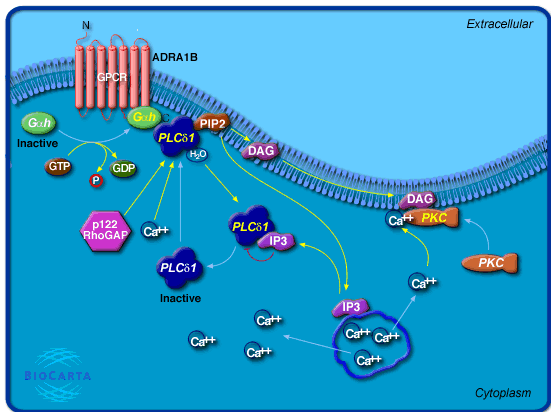 Extracellular
N
ADRA1B
GPCR
Gαh
Gαh
C
Inactive
PLCδ1
PIP2
H₂O
DAG
GTP
P
GDP
DAG
Ca++
PKC
p122
RhoGAP
Ca++
PLCδ1
IP3
PKC
PLCδ1
Inactive
Ca++
IP3
Ca++
Ca++
Ca++
Ca++
Ca++
Ca++
BIOCARTA
Cytoplasm